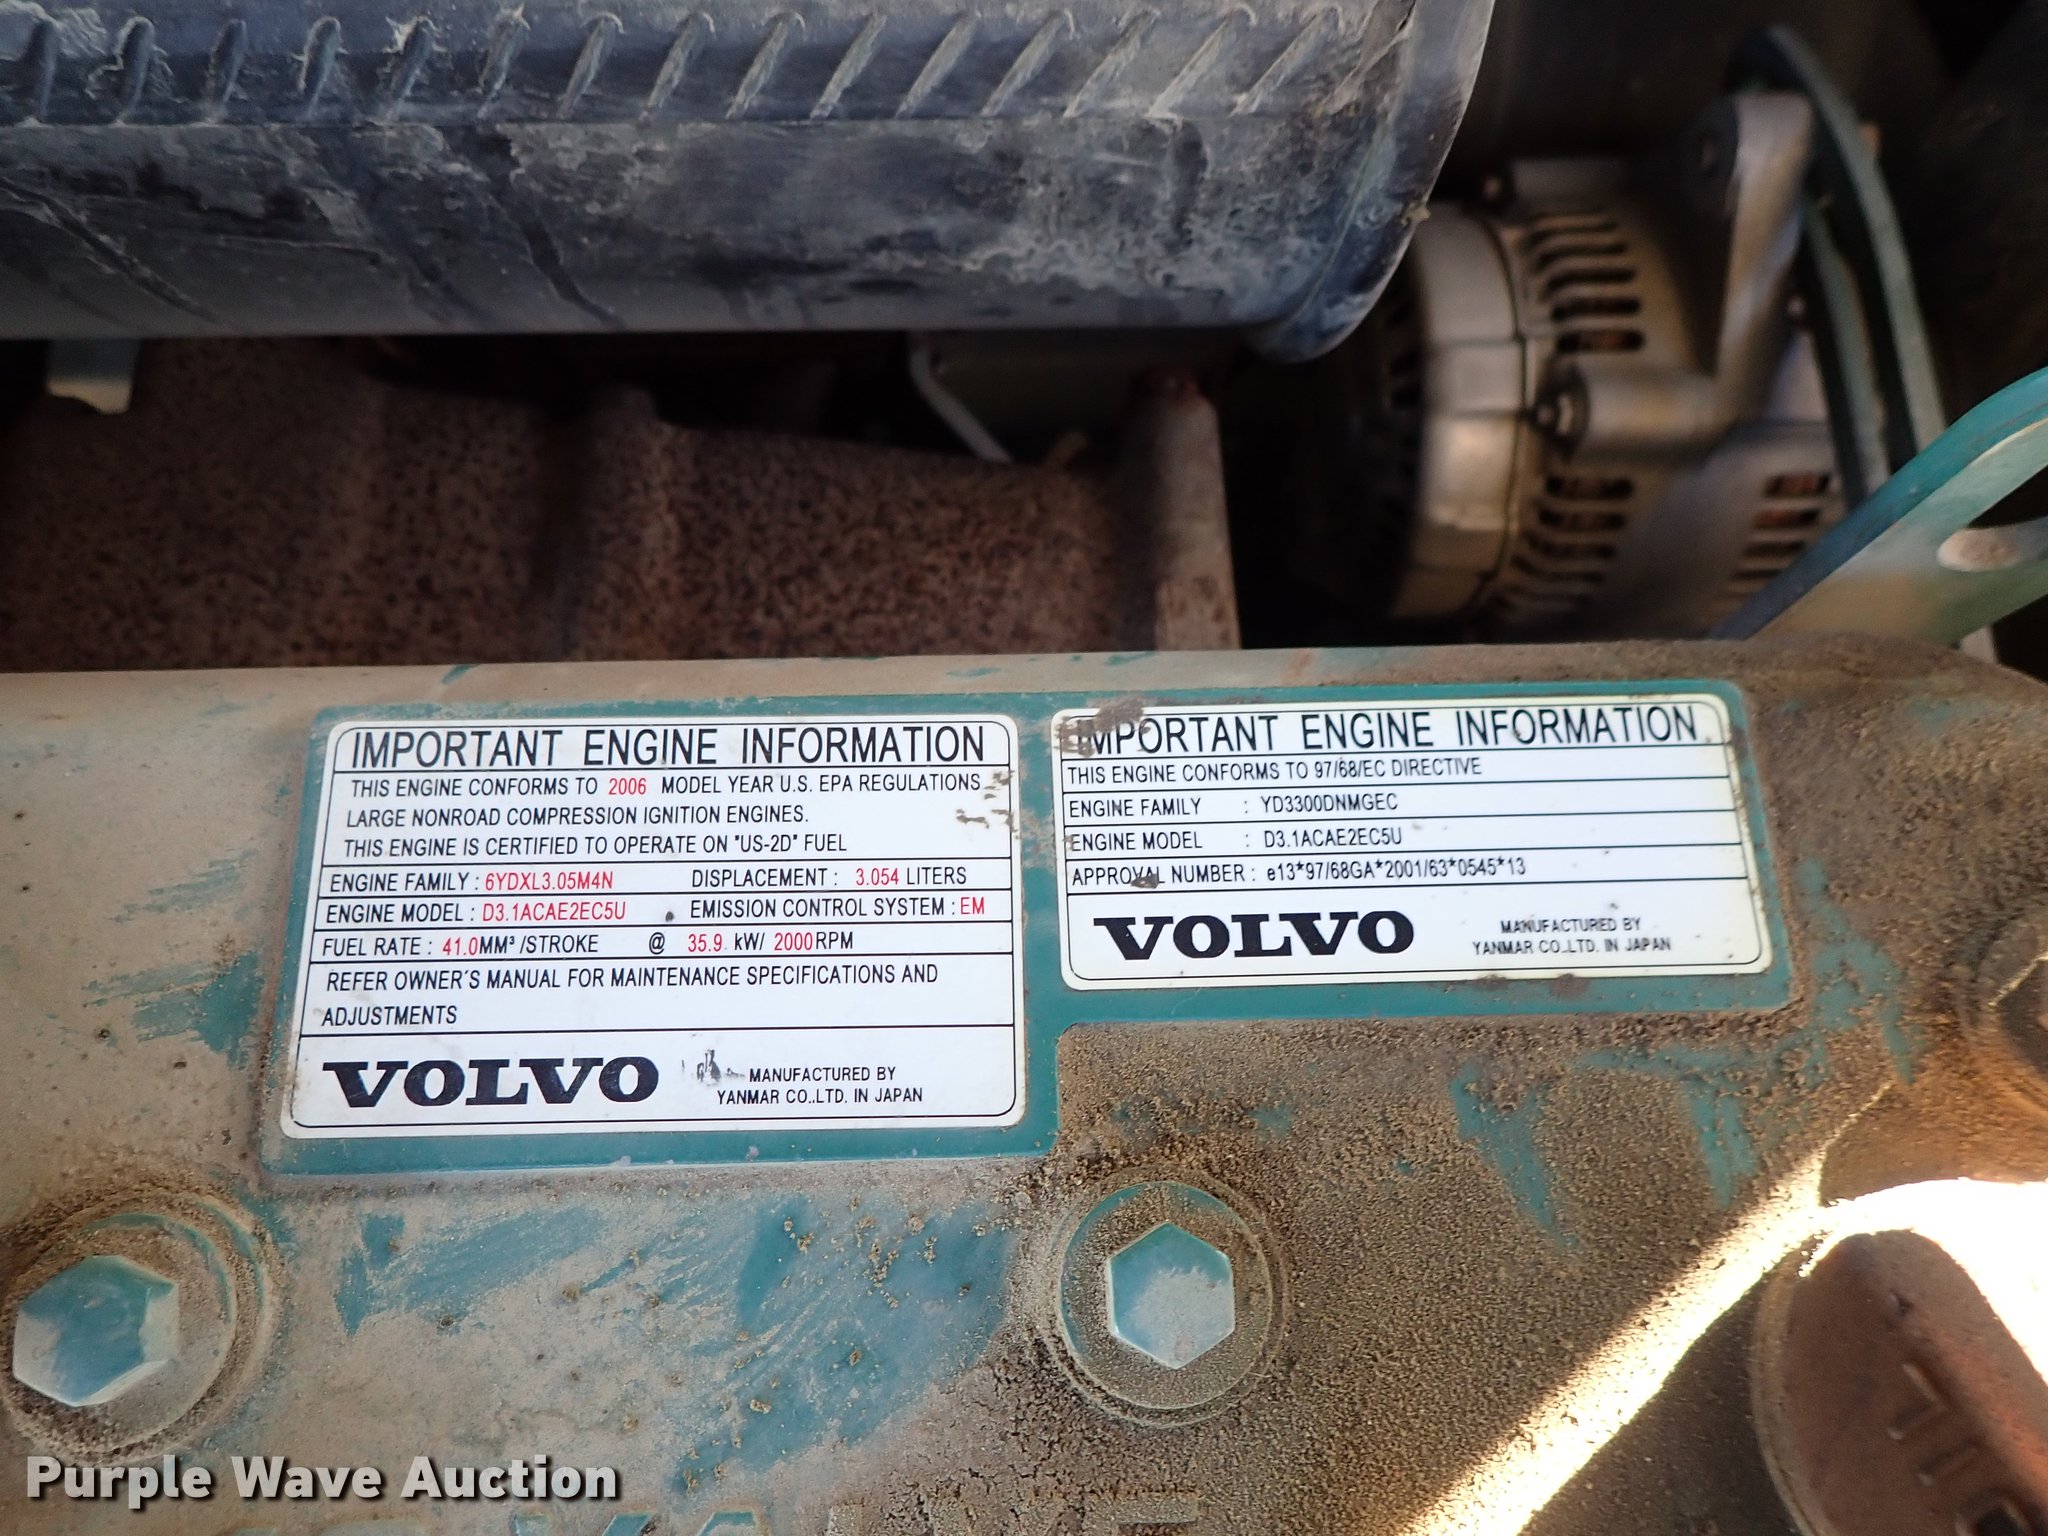 IMPORTANT ENGINE INFORMATION
THIS ENGINE CONFORMS TO 2006 MODEL YEAR U.S. EPA REGULATIONS
LARGE NONROAD COMPRESSION IGNITION ENGINES.
THIS ENGINE IS CERTIFIED TO OPERATE ON "US-2D" FUEL
ENGINE FAMILY : 6YDXL3.05M4N DISPLACEMENT : 3.054 LITERS
ENGINE MODEL : D3.1ACAE2EC5U EMISSION CONTROL SYSTEM : EM
FUEL RATE : 41.0MM³ /STROKE @ 35.9 kW/ 2000RPM
REFER OWNER'S MANUAL FOR MAINTENANCE SPECIFICATIONS AND
ADJUSTMENTS
VOLVO
MANUFACTURED BY
YANMAR CO.,LTD. IN JAPAN
IMPORTANT ENGINE INFORMATION
THIS ENGINE CONFORMS TO 97/68/EC DIRECTIVE
ENGINE FAMILY : YD3300DNMGEC
ENGINE MODEL : D3.1ACAE2EC5U
APPROVAL NUMBER : e13*97/68GA*2001/63*0545*13
VOLVO
MANUFACTURED BY
YANMAR CO.,LTD. IN JAPAN
Purple Wave Auction